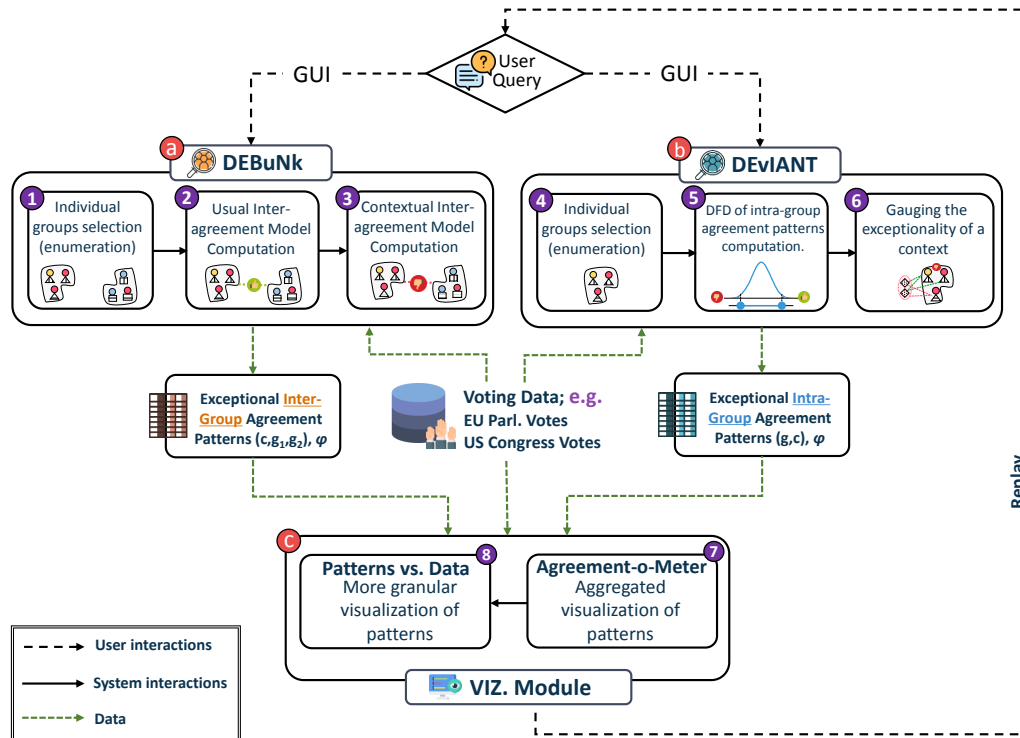 User
Query
GUI
GUI
a
DEBuNk
b
DEvIANT
1
Individual
groups selection
(enumeration)
2
Usual Inter-
agreement Model
Computation
3
Contextual Inter-
agreement Model
Computation
4
Individual
groups selection
(enumeration)
5
DFD of intra-group
agreement patterns
computation.
6
Gauging the
exceptionality of a
context
Exceptional Inter-
Group Agreement
Patterns (c,g₁,g₂), φ
Voting Data; e.g.
EU Parl. Votes
US Congress Votes
Exceptional Intra-
Group Agreement
Patterns (g,c), φ
Replay
C
8
Patterns vs. Data
More granular
visualization of
patterns
7
Agreement-o-Meter
Aggregated
visualization of
patterns
VIZ. Module
User interactions
System interactions
Data